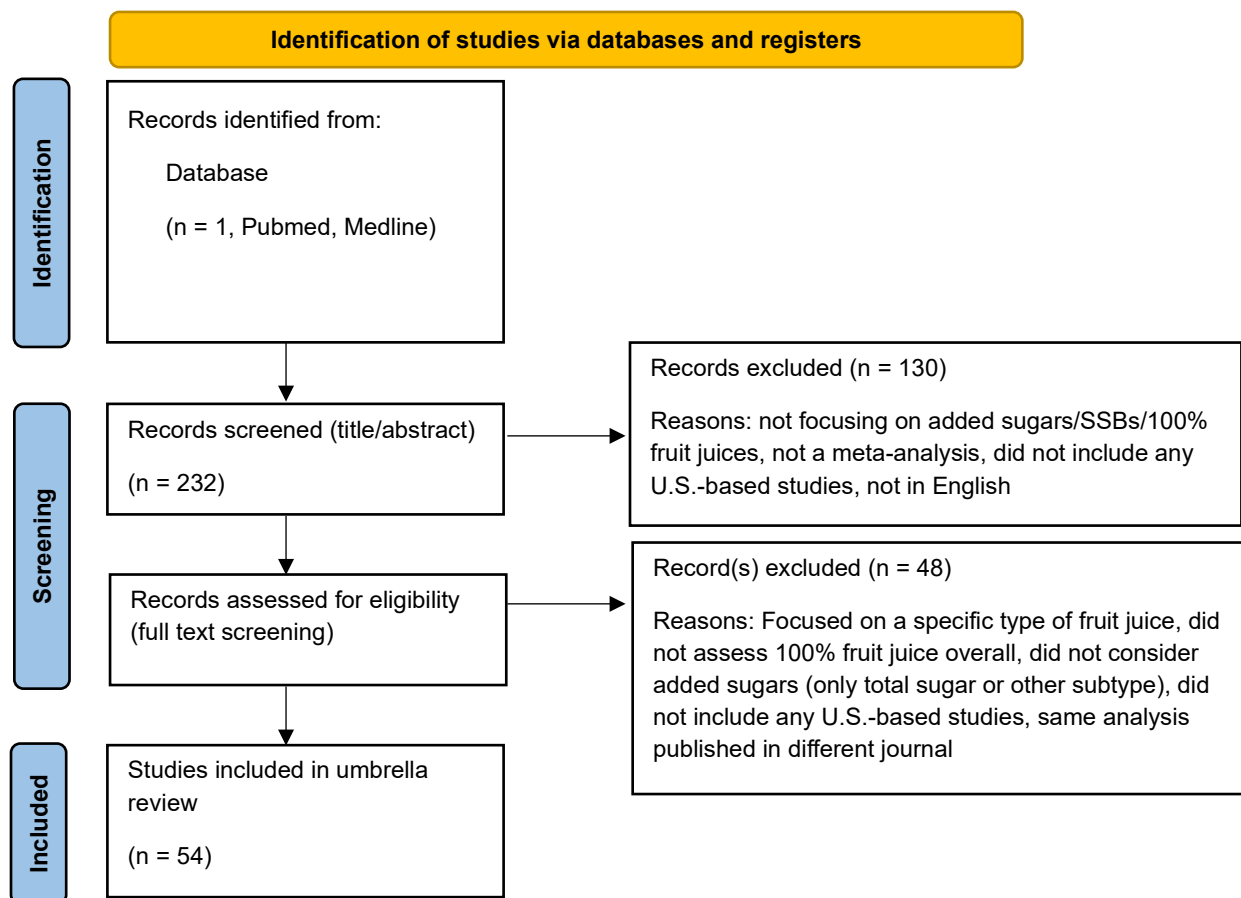 Identification of studies via databases and registers
Identification
Records identified from:
Database
(n = 1, Pubmed, Medline)
Screening
Records screened (title/abstract)
(n = 232)
Records excluded (n = 130)
Reasons: not focusing on added sugars/SSBs/100%
fruit juices, not a meta-analysis, did not include any
U.S.-based studies, not in English
Records assessed for eligibility
(full text screening)
Record(s) excluded (n = 48)
Reasons: Focused on a specific type of fruit juice, did
not assess 100% fruit juice overall, did not consider
added sugars (only total sugar or other subtype), did
not include any U.S.-based studies, same analysis
published in different journal
Included
Studies included in umbrella
review
(n = 54)